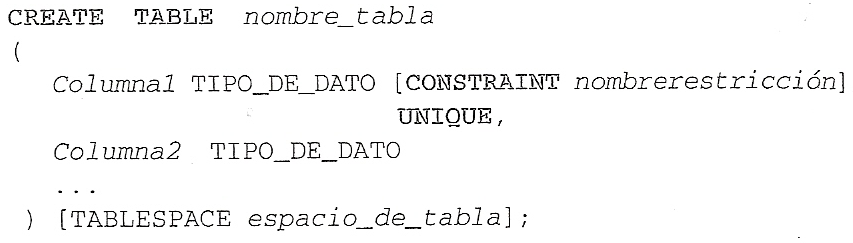 CREATE TABLE nombre_tabla
(
Columna1 TIPO_DE_DATO [CONSTRAINT nombrerestricción]
UNIQUE,
Columna2 TIPO_DE_DATO
...
) [TABLESPACE espacio_de_tabla];